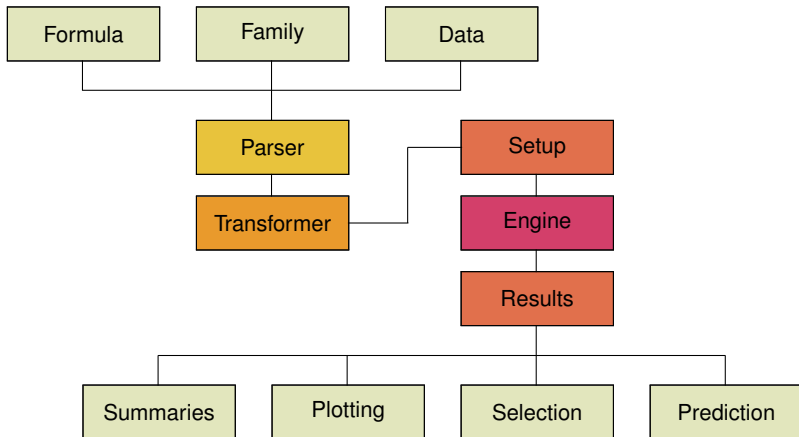 Formula
Family
Data
Parser
Setup
Transformer
Engine
Results
Summaries
Plotting
Selection
Prediction